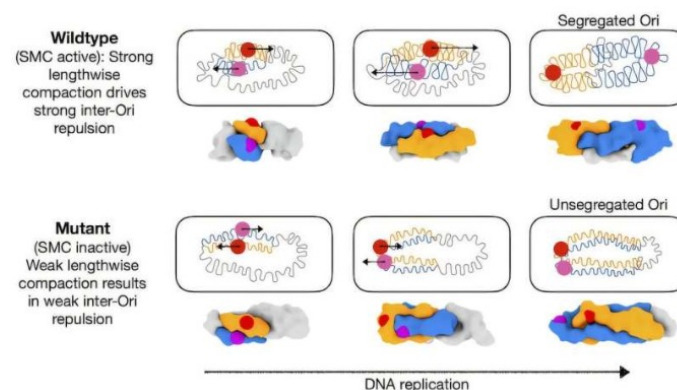 Wildtype
(SMC active): Strong
lengthwise
compaction drives
strong inter-Ori
repulsion
Segregated Ori
Mutant
(SMC inactive)
Weak lengthwise
compaction results
in weak inter-Ori
repulsion
Unsegregated Ori
DNA replication